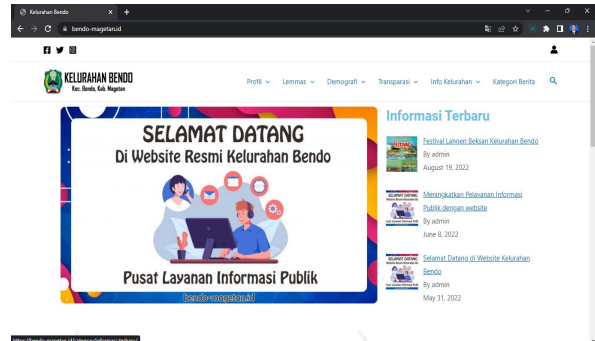 Kelurahan Bendo
bendo-magetan.id
KELURAHAN BENDO
Kec. Bendo, Kab. Magetan
Profil
Lemmas
Demografi
Transparasi
Info Kelurahan
Kategori Berita
SELAMAT DATANG
Di Website Resmi Kelurahan Bendo
Pusat Layanan Informasi Publik
bendo-magetan.id
Informasi Terbaru
Festival Langen Beksan Kelurahan Bendo
By admin
August 19, 2022
Meningkatkan Pelayanan Informasi
Publik dengan website
By admin
June 8, 2022
Selamat Datang di Website Kelurahan
Bendo
By admin
May 31, 2022